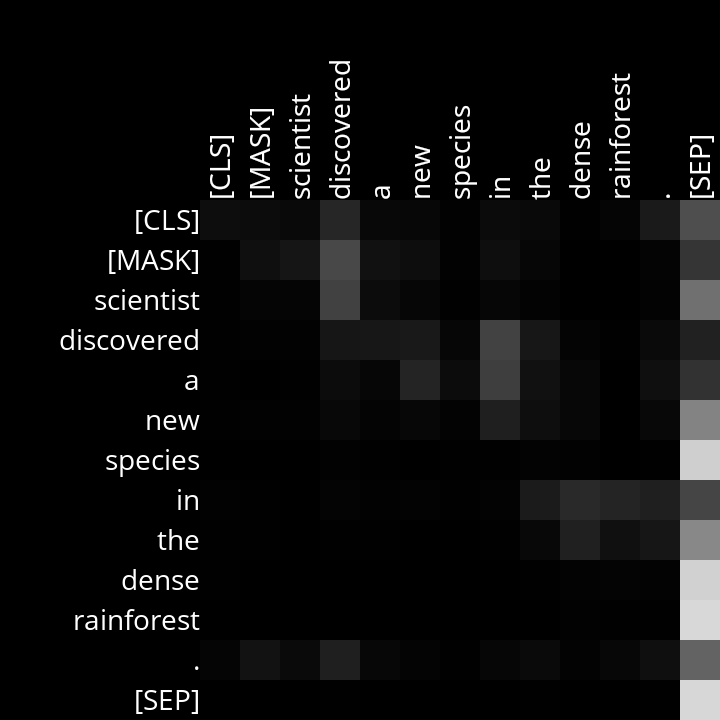 [CLS] [MASK] scientist discovered a new species in the dense rainforest . [SEP]
[CLS]
[MASK]
scientist
discovered
a
new
species
in
the
dense
rainforest
.
[SEP]